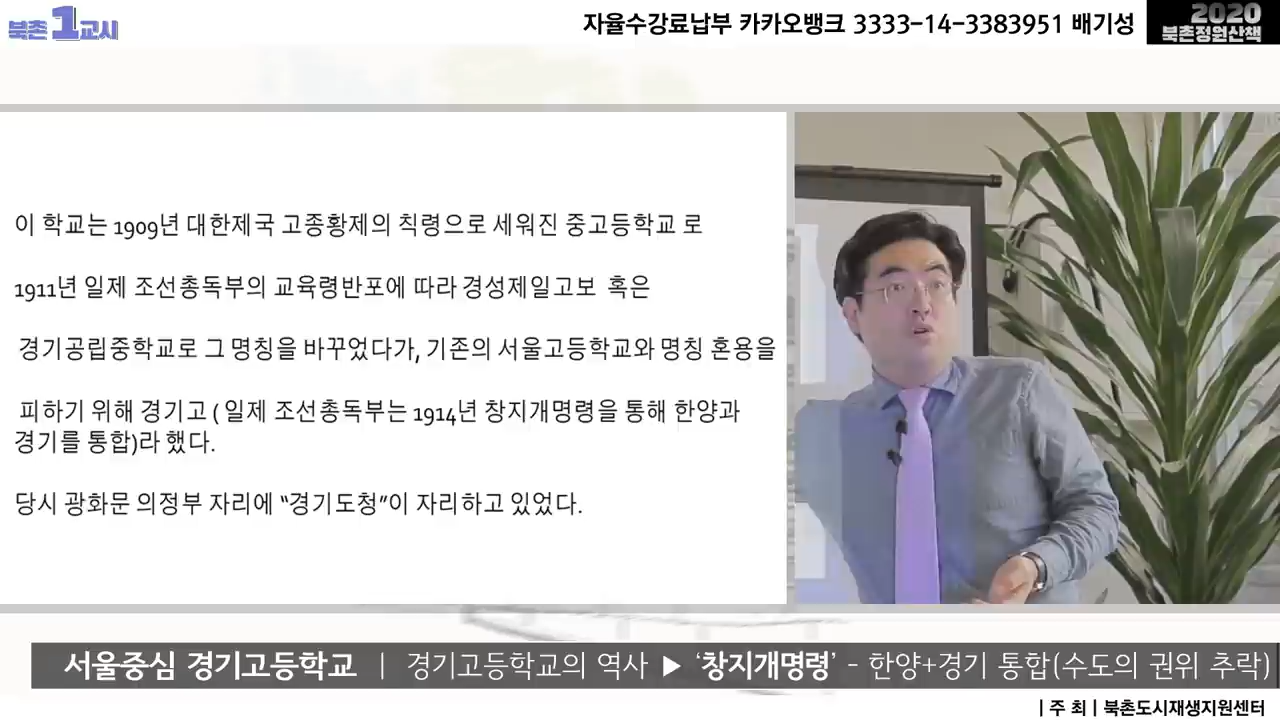 북촌1교시
자율수강료납부 카카오뱅크 3333-14-3383951 배기성
2020
북촌정원산책
이 학교는 1909년 대한제국 고종황제의 칙령으로 세워진 중고등학교 로
1911년 일제 조선총독부의 교육령반포에 따라 경성제일고보 혹은
경기공립중학교로 그 명칭을 바꾸었다가, 기존의 서울고등학교와 명칭 혼용을
피하기 위해 경기고 ( 일제 조선총독부는 1914년 창지개명령을 통해 한양과
경기를 통합)라 했다.
당시 광화문 의정부 자리에 “경기도청”이 자리하고 있었다.
서울중심 경기고등학교 | 경기고등학교의 역사 ▶ ‘창지개명령’ - 한양+경기 통합(수도의 권위 추락)
| 주 최 | 북촌도시재생지원센터